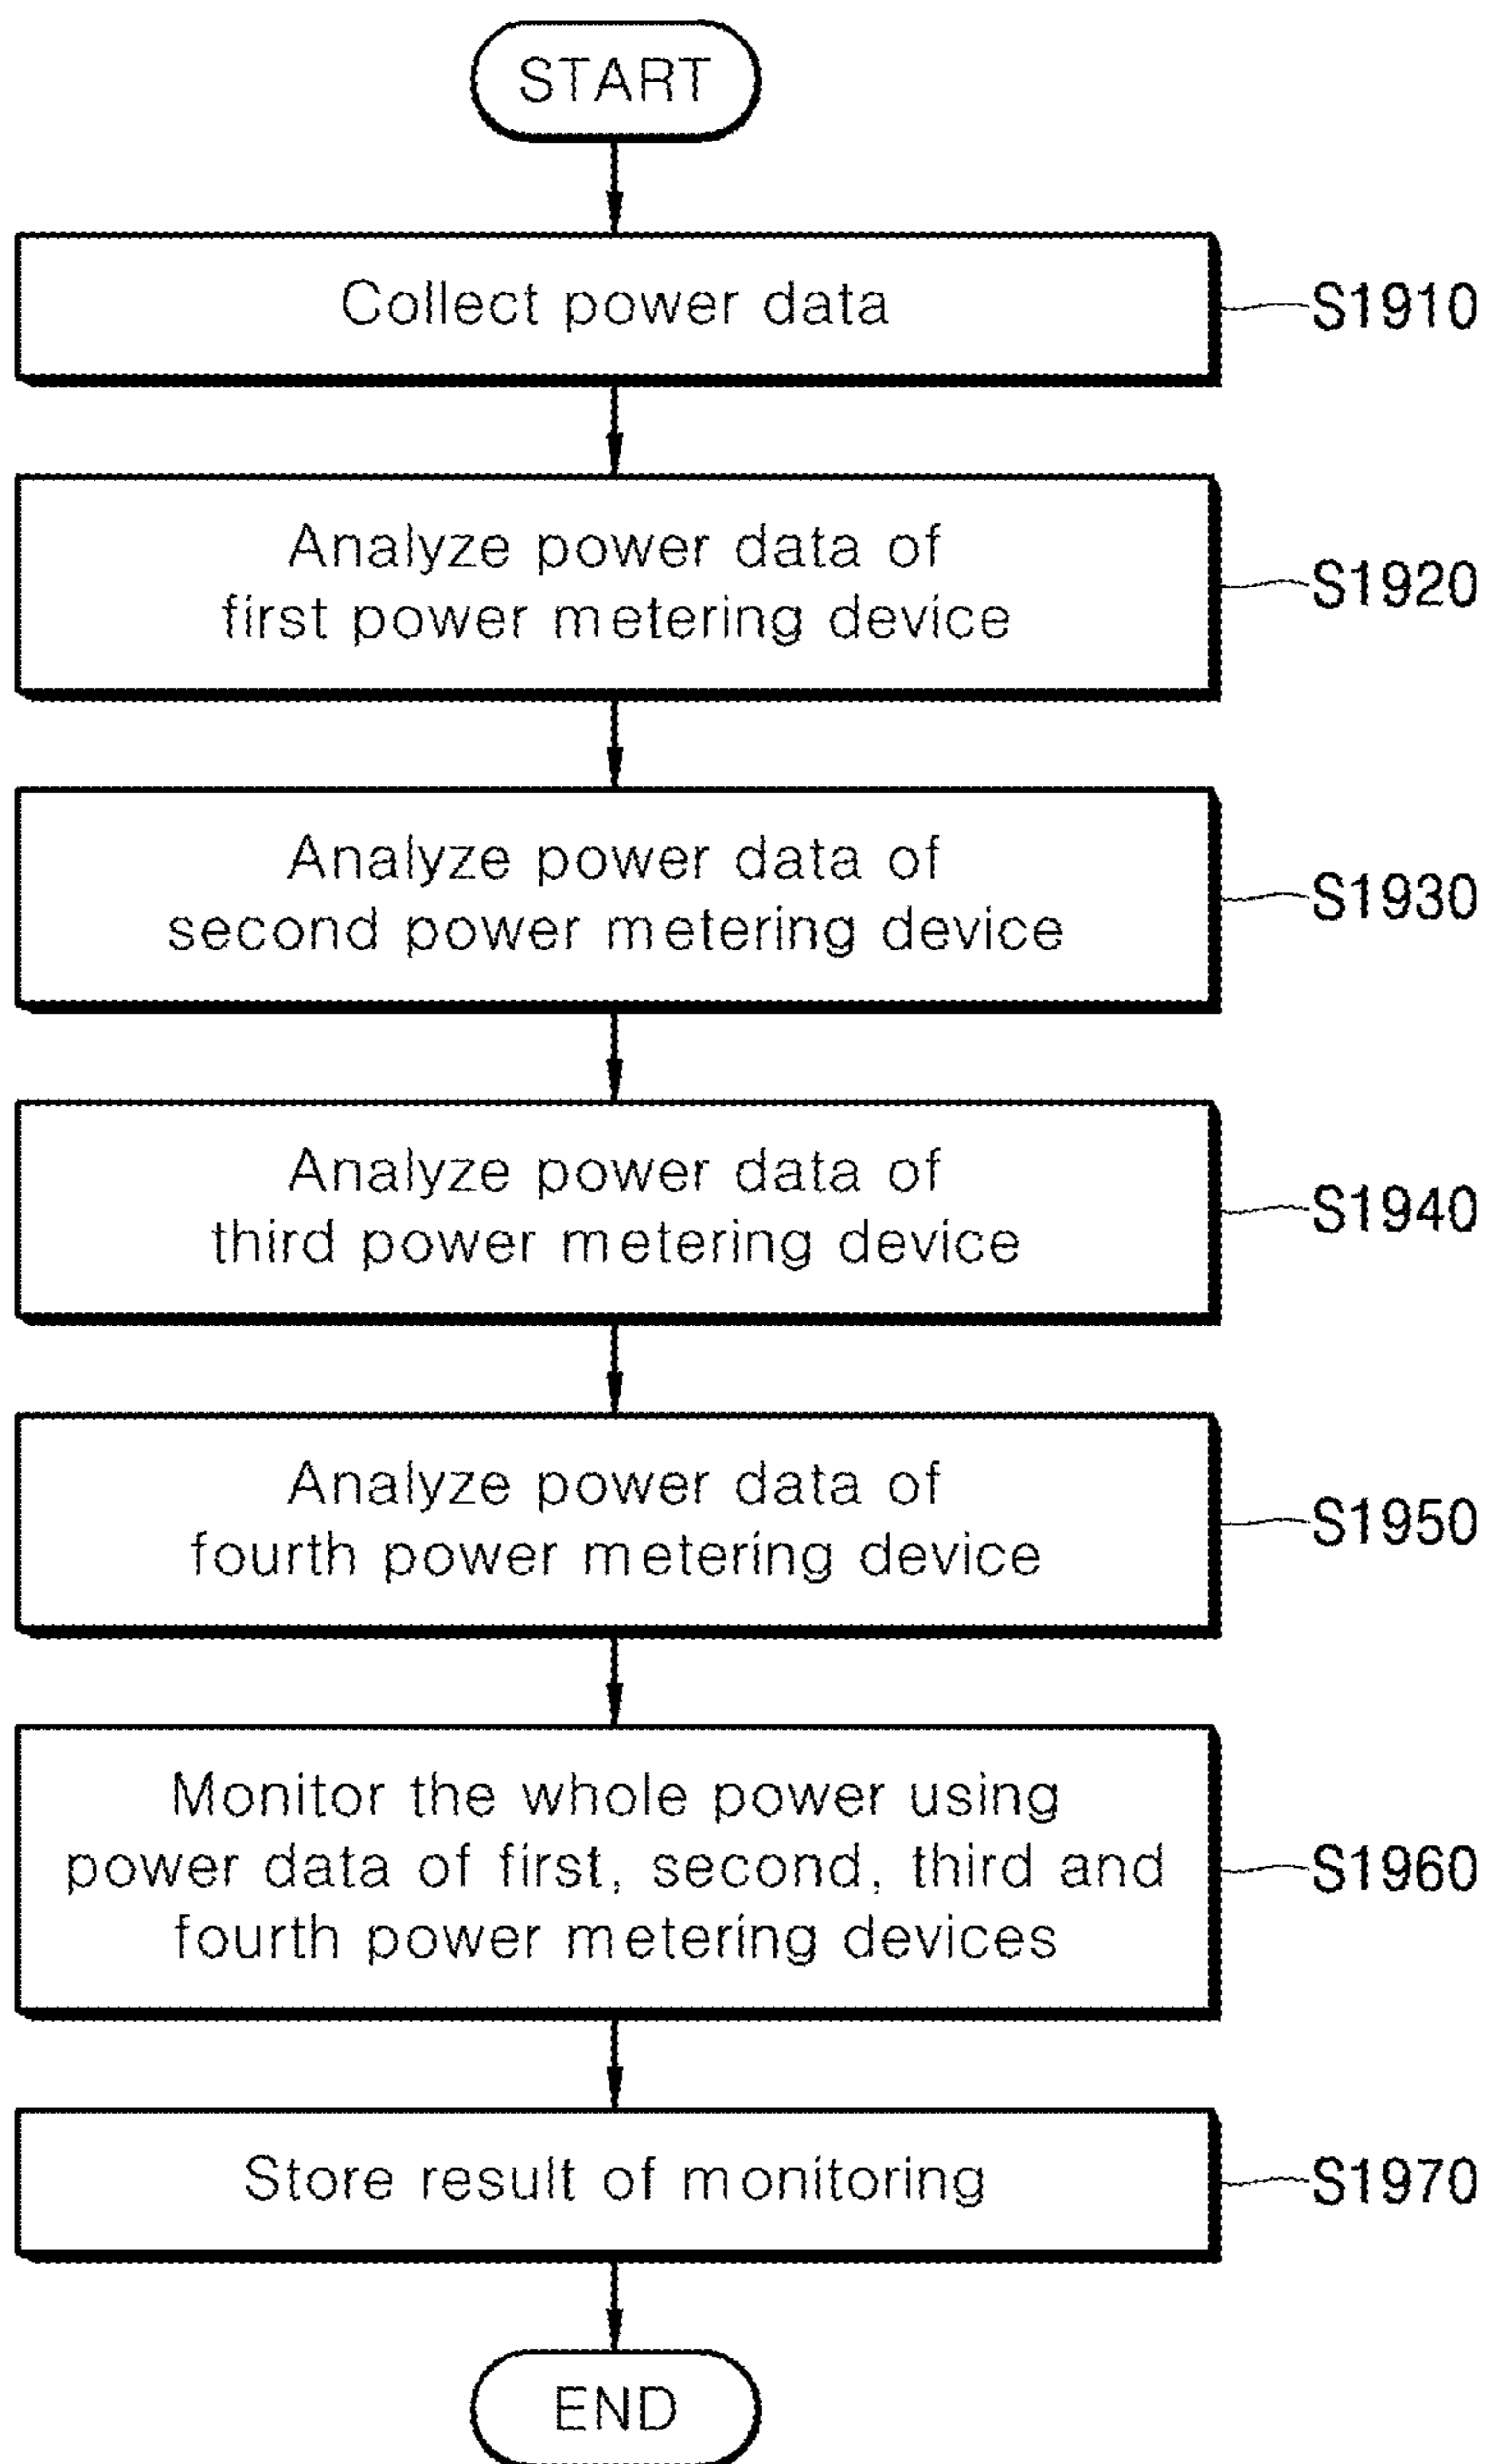 START
Collect power data
S1910
Analyze power data of
first power metering device
S1920
Analyze power data of
second power metering device
S1930
Analyze power data of
third power metering device
S1940
Analyze power data of
fourth power metering device
S1950
Monitor the whole power using
power data of first, second, third and
fourth power metering devices
S1960
Store result of monitoring
S1970
END